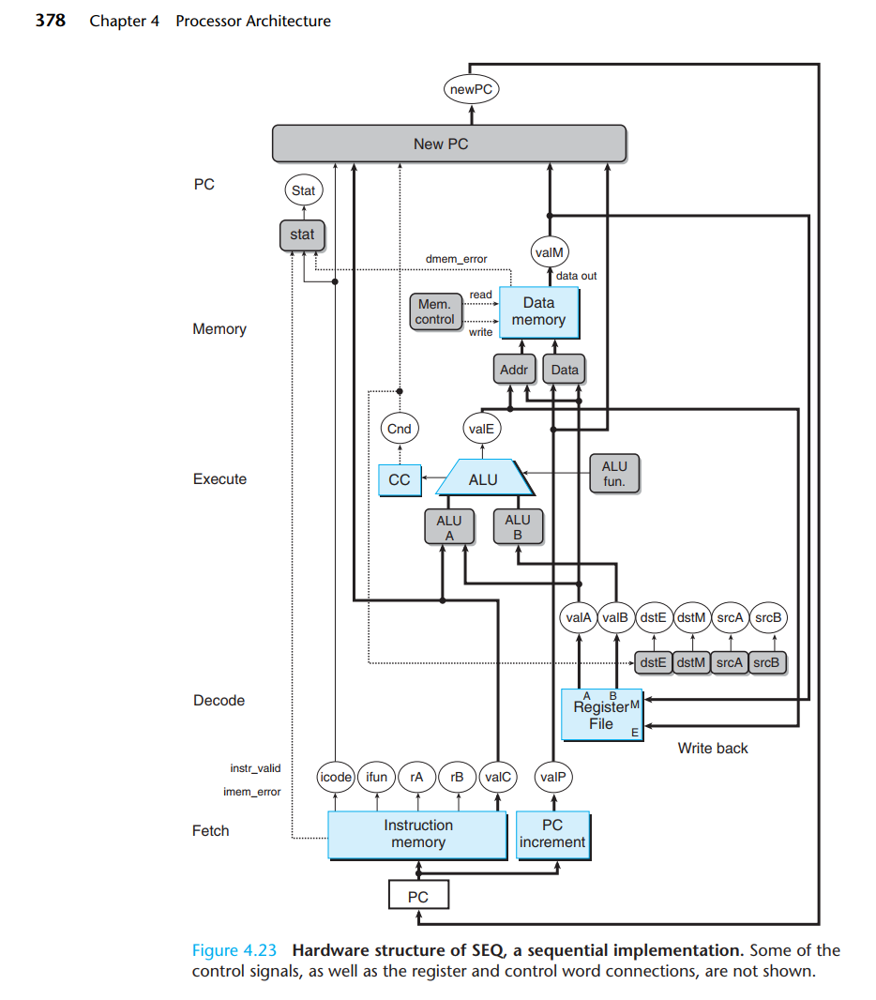 378 Chapter 4 Processor Architecture
newPC
New PC
PC
Stat
stat
valM
dmem_error
data out
read
Mem.
control
Data
memory
write
Memory
Addr
Data
Cnd
valE
Execute
CC
ALU
ALU
fun.
ALU
A
ALU
B
valA
valB
dstE
dstM
srcA
srcB
dstE
dstM
srcA
srcB
Decode
A
B
Register
File
M
E
Write back
instr_valid
imem_error
icode
ifun
rA
rB
valC
valP
Fetch
Instruction
memory
PC
increment
PC
Figure 4.23 Hardware structure of SEQ, a sequential implementation. Some of the
control signals, as well as the register and control word connections, are not shown.